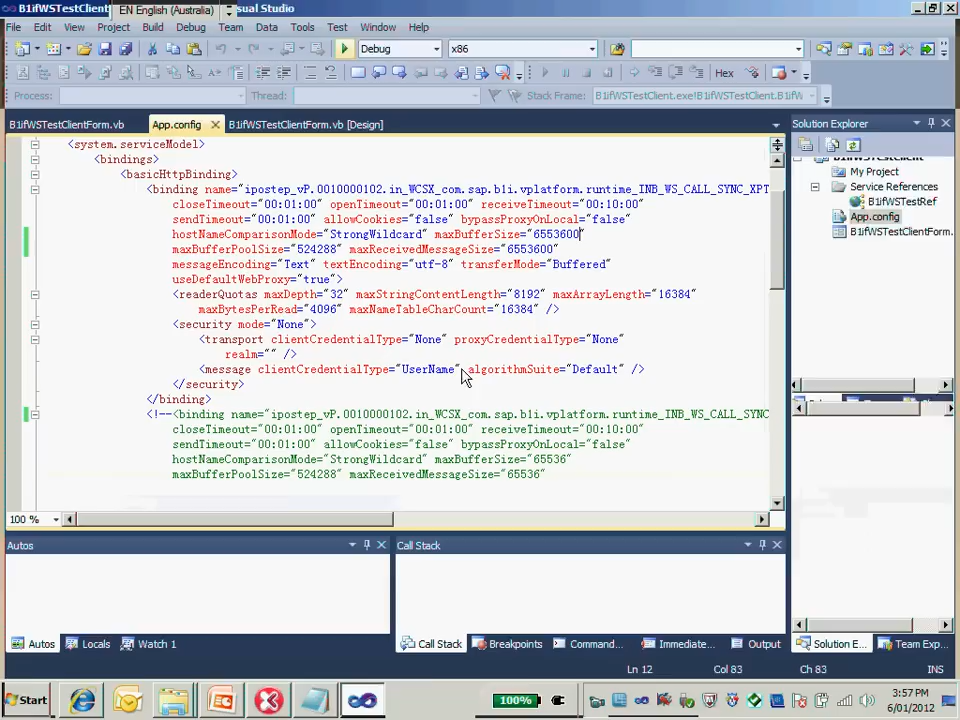 B1ifWSTestClient
EN English (Australia)
sual Studio
File Edit View Project Build Debug Team Data Tools Test Window Help
Debug x86
Hex
Process: Thread: Stack Frame: B1ifWSTestClient.exe!B1ifWSTestClient.B1ifW
B1ifWSTestClientForm.vb App.config B1ifWSTestClientForm.vb [Design]
Solution Explorer
<system.serviceModel>
<bindings>
<basicHttpBinding>
<binding name="ipostep_vP.0010000102.in_WCSX_com.sap.b1i.vplatform.runtime_INB_WS_CALL_SYNC_XPT
closeTimeout="00:01:00" openTimeout="00:01:00" receiveTimeout="00:10:00"
sendTimeout="00:01:00" allowCookies="false" bypassProxyOnLocal="false"
hostNameComparisonMode="StrongWildcard" maxBufferSize="6553600"
maxBufferPoolSize="524288" maxReceivedMessageSize="6553600"
messageEncoding="Text" textEncoding="utf-8" transferMode="Buffered"
useDefaultWebProxy="true">
<readerQuotas maxDepth="32" maxStringContentLength="8192" maxArrayLength="16384"
maxBytesPerRead="4096" maxNameTableCharCount="16384" />
<security mode="None">
<transport clientCredentialType="None" proxyCredentialType="None"
realm="" />
<message clientCredentialType="UserName" algorithmSuite="Default" />
</security>
</binding>
<!--<binding name="ipostep_vP.0010000102.in_WCSX_com.sap.b1i.vplatform.runtime_INB_WS_CALL_SYNC
closeTimeout="00:01:00" openTimeout="00:01:00" receiveTimeout="00:10:00"
sendTimeout="00:01:00" allowCookies="false" bypassProxyOnLocal="false"
hostNameComparisonMode="StrongWildcard" maxBufferSize="65536"
maxBufferPoolSize="524288" maxReceivedMessageSize="65536"
B1ifWSTestClient
My Project
Service References
B1ifWSTestRef
App.config
B1ifWSTestClientForm.
100 %
Autos
Call Stack
Autos Locals Watch 1
Call Stack Breakpoints Command... Immediate... Output
Solution E... Team Exp...
Ln 12 Col 83 Ch 83 INS
Start
100%
3:57 PM
6/01/2012